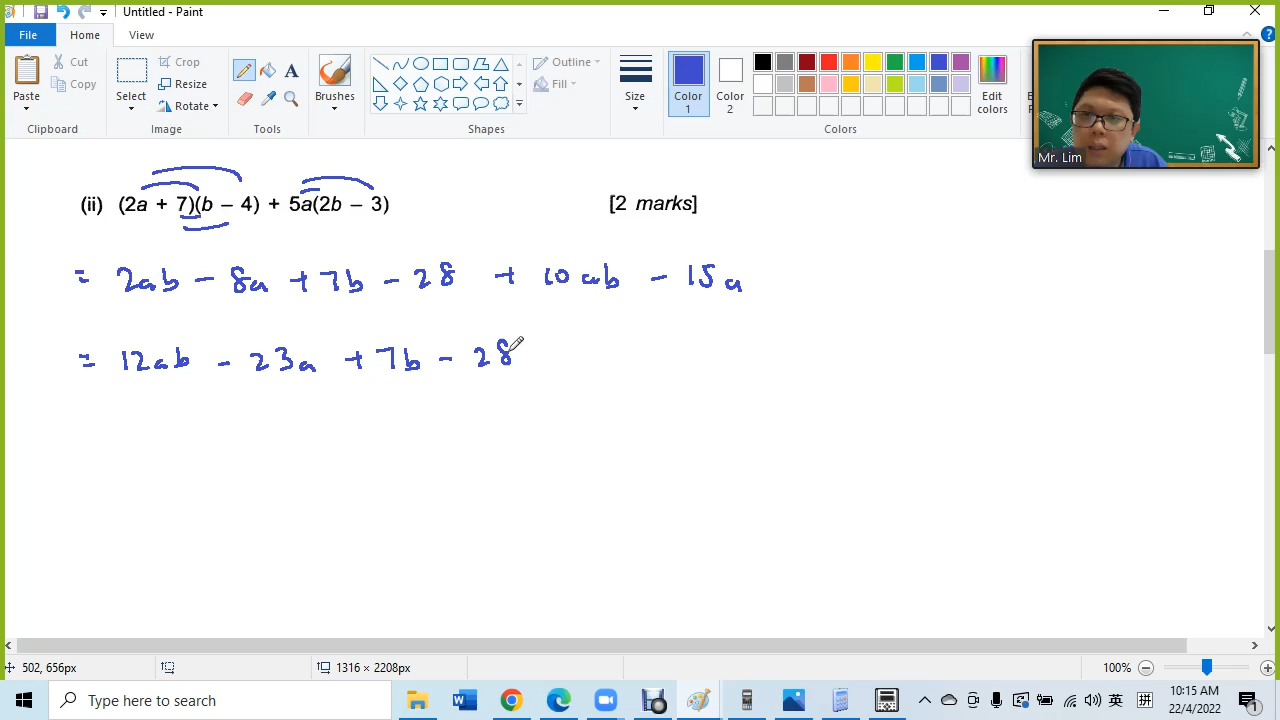 Untitled - Paint
File Home View
Paste Cut Copy Clipboard
Select Crop Resize Rotate Image
Tools
Brushes
Outline Fill Shapes
Size
Color 1 Color 2 Edit colors Colors
Mr. Lim
(ii) (2a + 7)(b – 4) + 5a(2b – 3) [2 marks]
= 2ab - 8a + 7b - 28 + 10ab - 15a
= 12ab - 23a + 7b - 28
502, 656px 1316 × 2208px 100%
Type here to search 英 拼 10:15 AM
22/4/2022